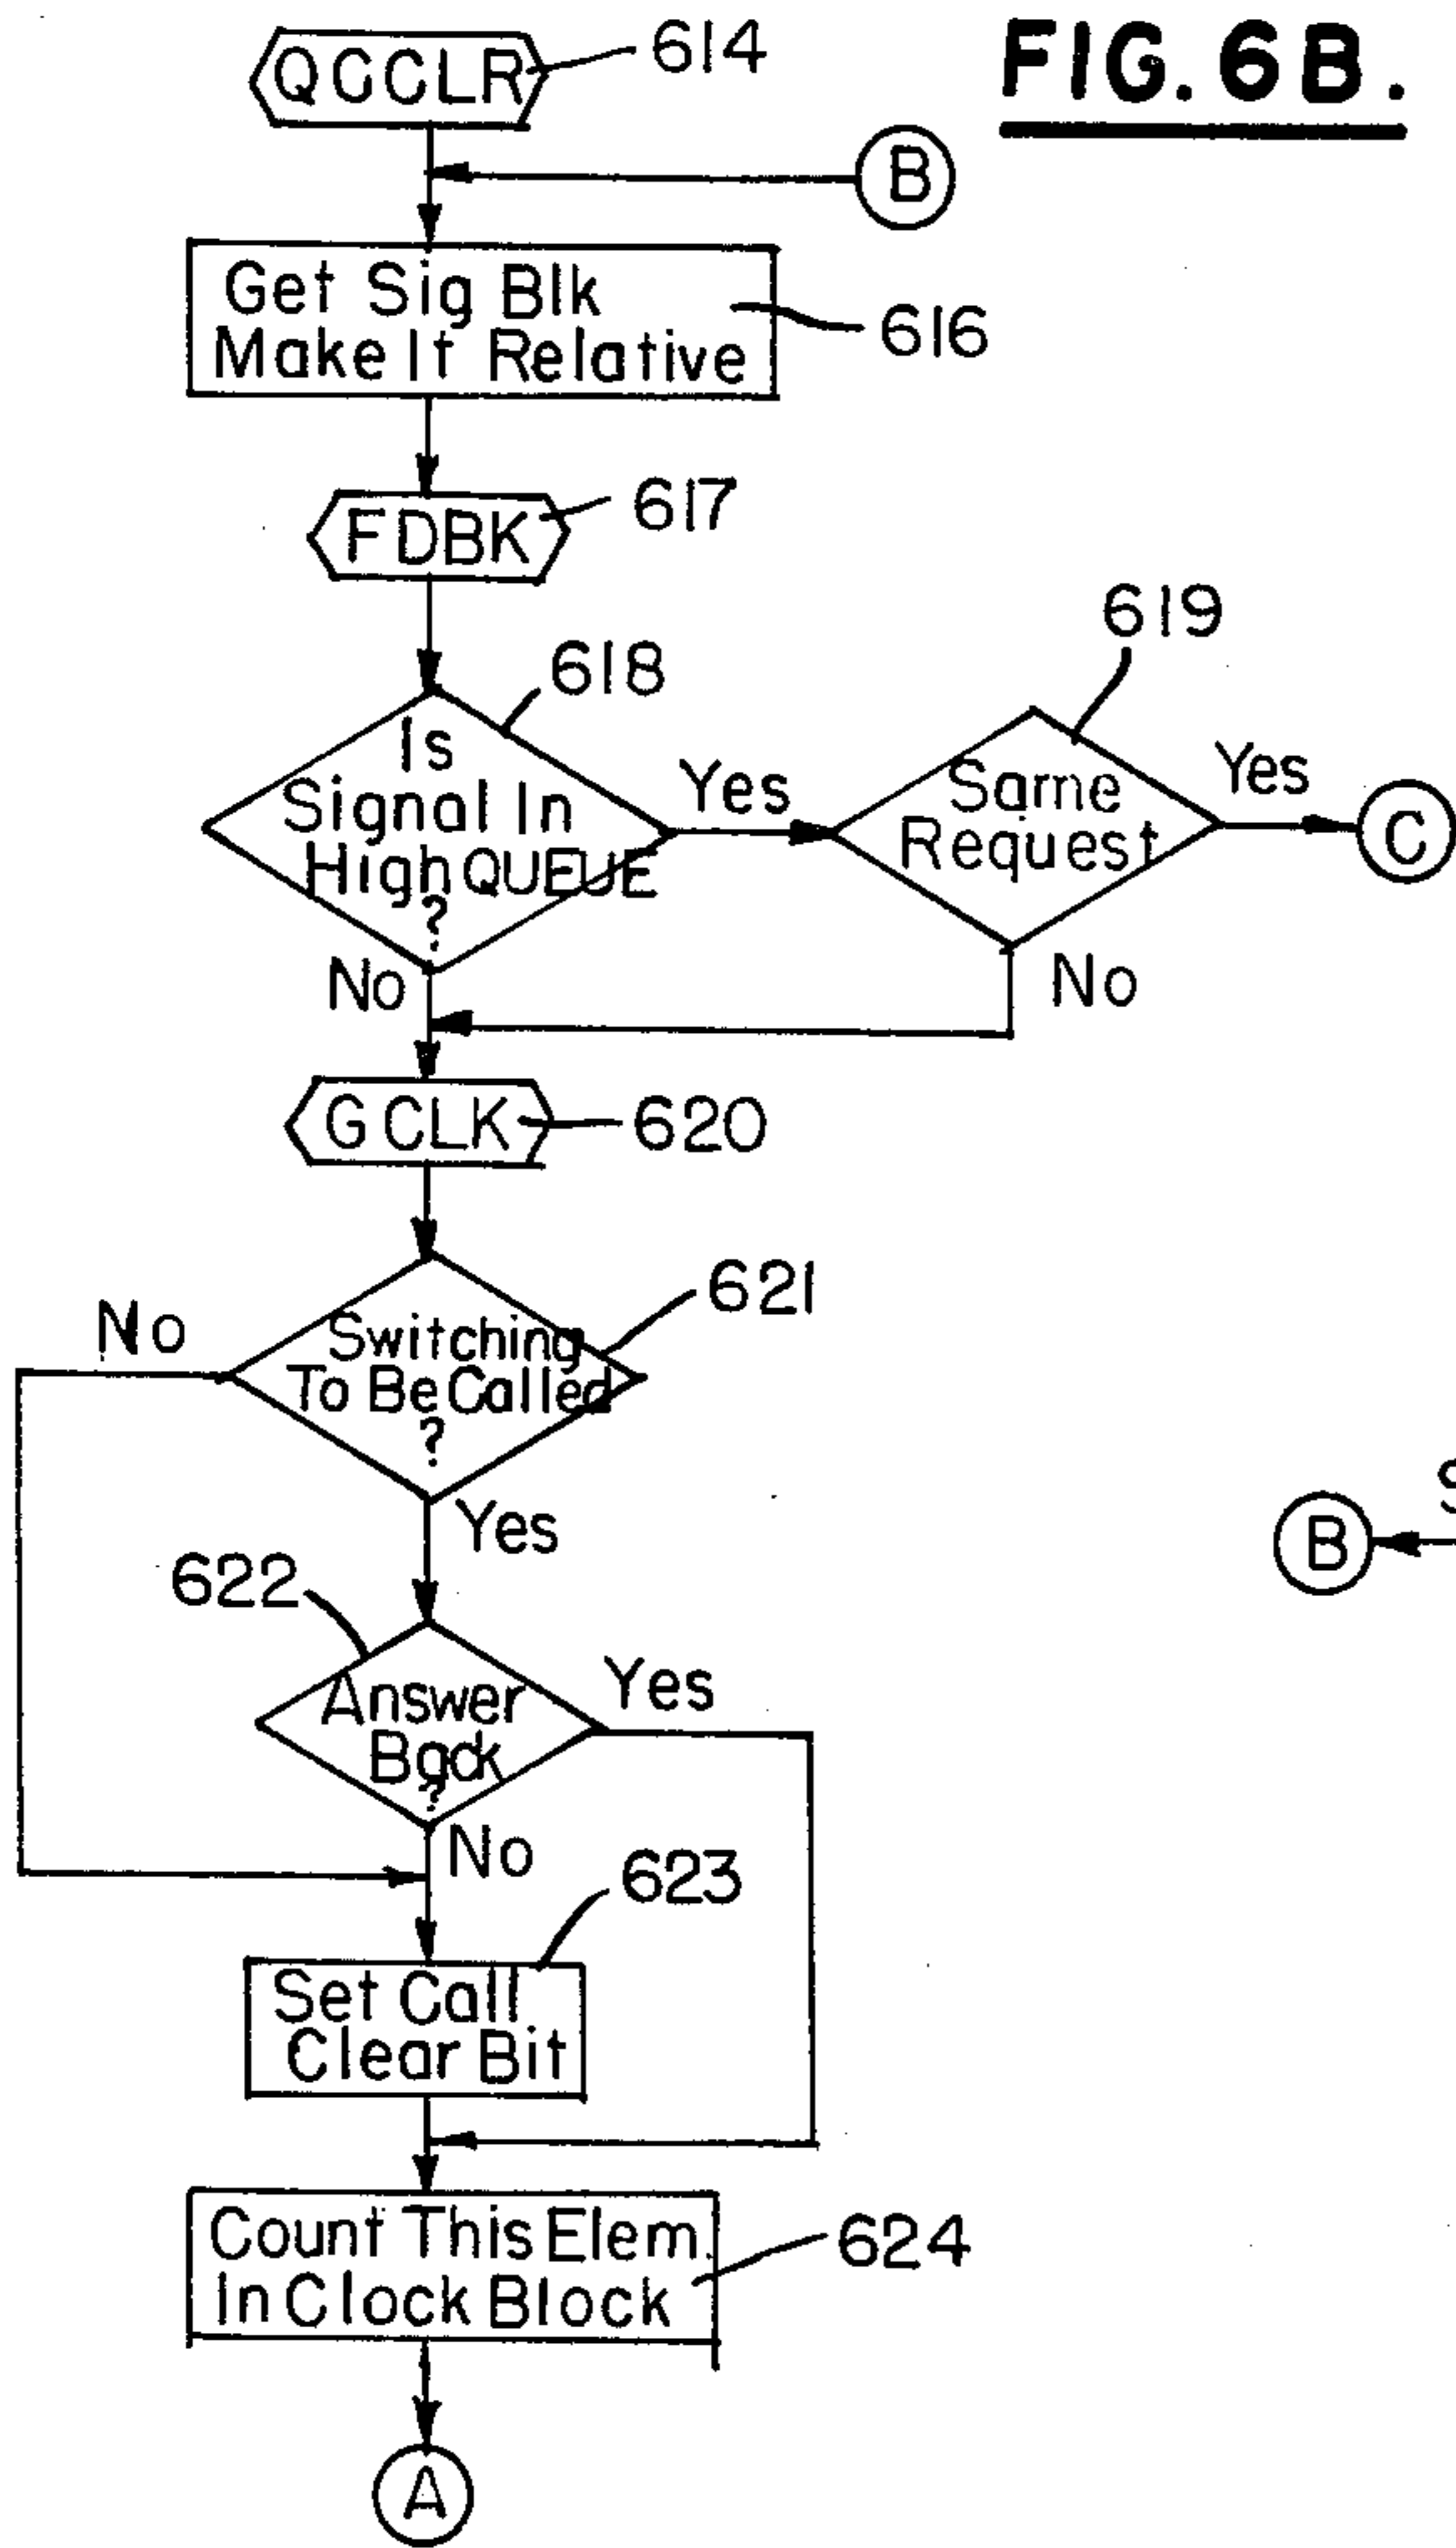 FIG. 6B.
QGCLR
614
B
Get Sig Blk
Make It Relative
616
FDBK
617
618
Is
Signal In
High QUEUE
?
Yes
No
619
Same
Request
Yes
C
No
GCLK
620
621
Switching
To Be Called
?
No
Yes
B
622
Answer
Back
?
Yes
No
623
Set Call
Clear Bit
Count This Elem.
In Clock Block
624
A